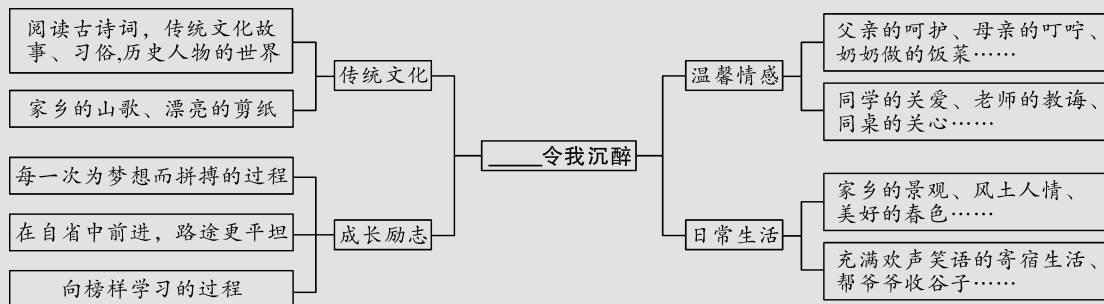 阅读古诗词，传统文化故
事、习俗,历史人物的世界
家乡的山歌、漂亮的剪纸
传统文化
每一次为梦想而拼搏的过程
在自省中前进，路途更平坦
向榜样学习的过程
成长励志
____令我沉醉
温馨情感
父亲的呵护、母亲的叮咛、
奶奶做的饭菜……
同学的关爱、老师的教诲、
同桌的关心……
日常生活
家乡的景观、风土人情、
美好的春色……
充满欢声笑语的寄宿生活、
帮爷爷收谷子……